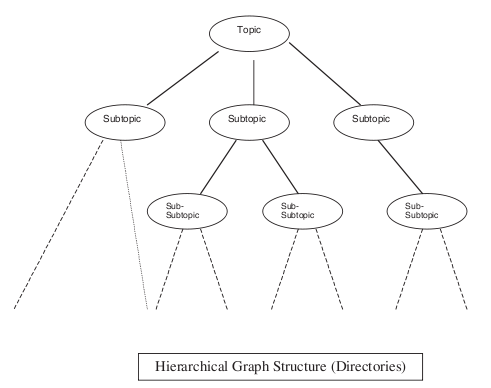 Topic
Subtopic
Subtopic
Subtopic
Sub-
Subtopic
Sub-
Subtopic
Sub-
Subtopic
Hierarchical Graph Structure (Directories)